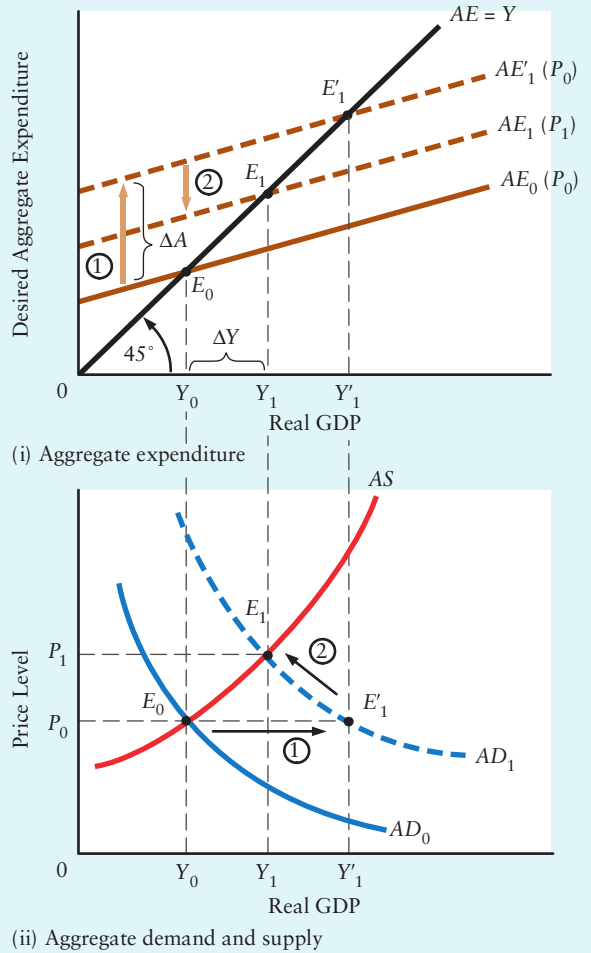 AE = Y
Desired Aggregate Expenditure
E′₁
AE′₁ (P₀)
AE₁ (P₁)
E₁
②
AE₀ (P₀)
ΔA
①
E₀
45°
ΔY
0
Y₀
Y₁
Y′₁
Real GDP
(i) Aggregate expenditure
AS
Price Level
E₁
P₁
②
E₀
E′₁
P₀
①
AD₁
AD₀
0
Y₀
Y₁
Y′₁
Real GDP
(ii) Aggregate demand and supply